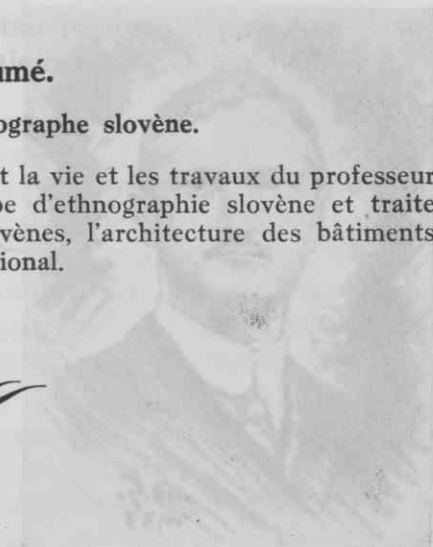 umé.
ographe slovène.
t la vie et les travaux du professeur
pe d'ethnographie slovène et traite
vènes, l'architecture des bâtiments
ional.